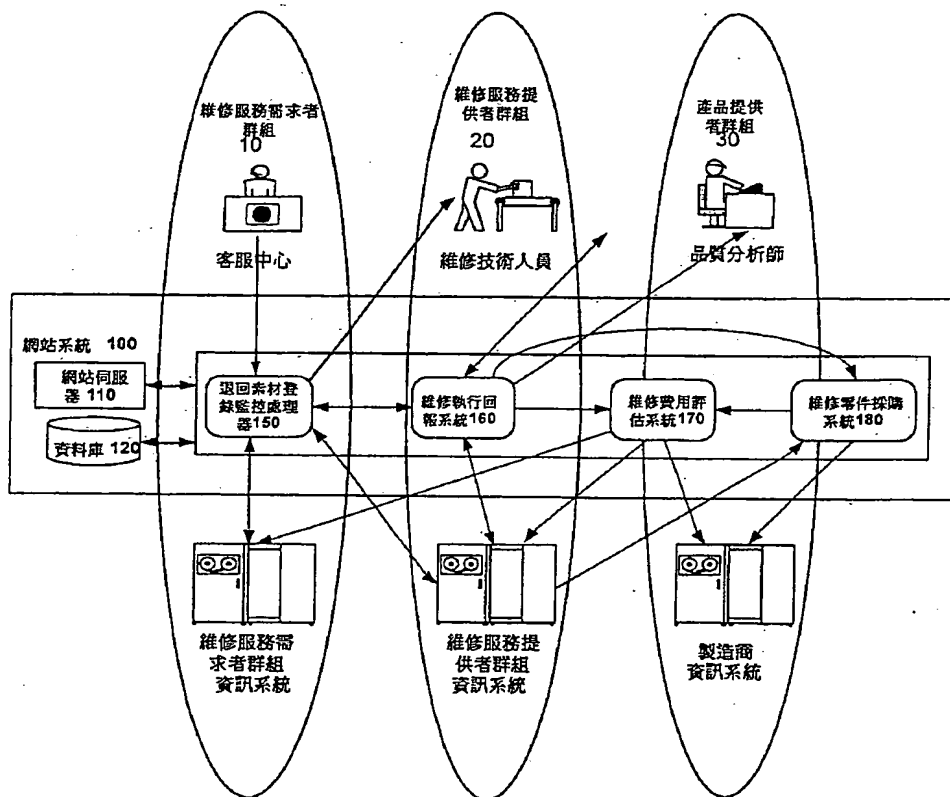 維修服務需求者
群組
10
維修服務提
供者群組
20
產品提供
者群組
30
客服中心
維修技術人員
品質分析師
網站系統 100
網站伺服
器 110
資料庫 120
退回素材登
錄監控處理
器150
維修執行回
報系統160
維修費用評
估系統170
維修零件採購
系統180
維修服務需
求者群組
資訊系統
維修服務提
供者群組
資訊系統
製造商
資訊系統